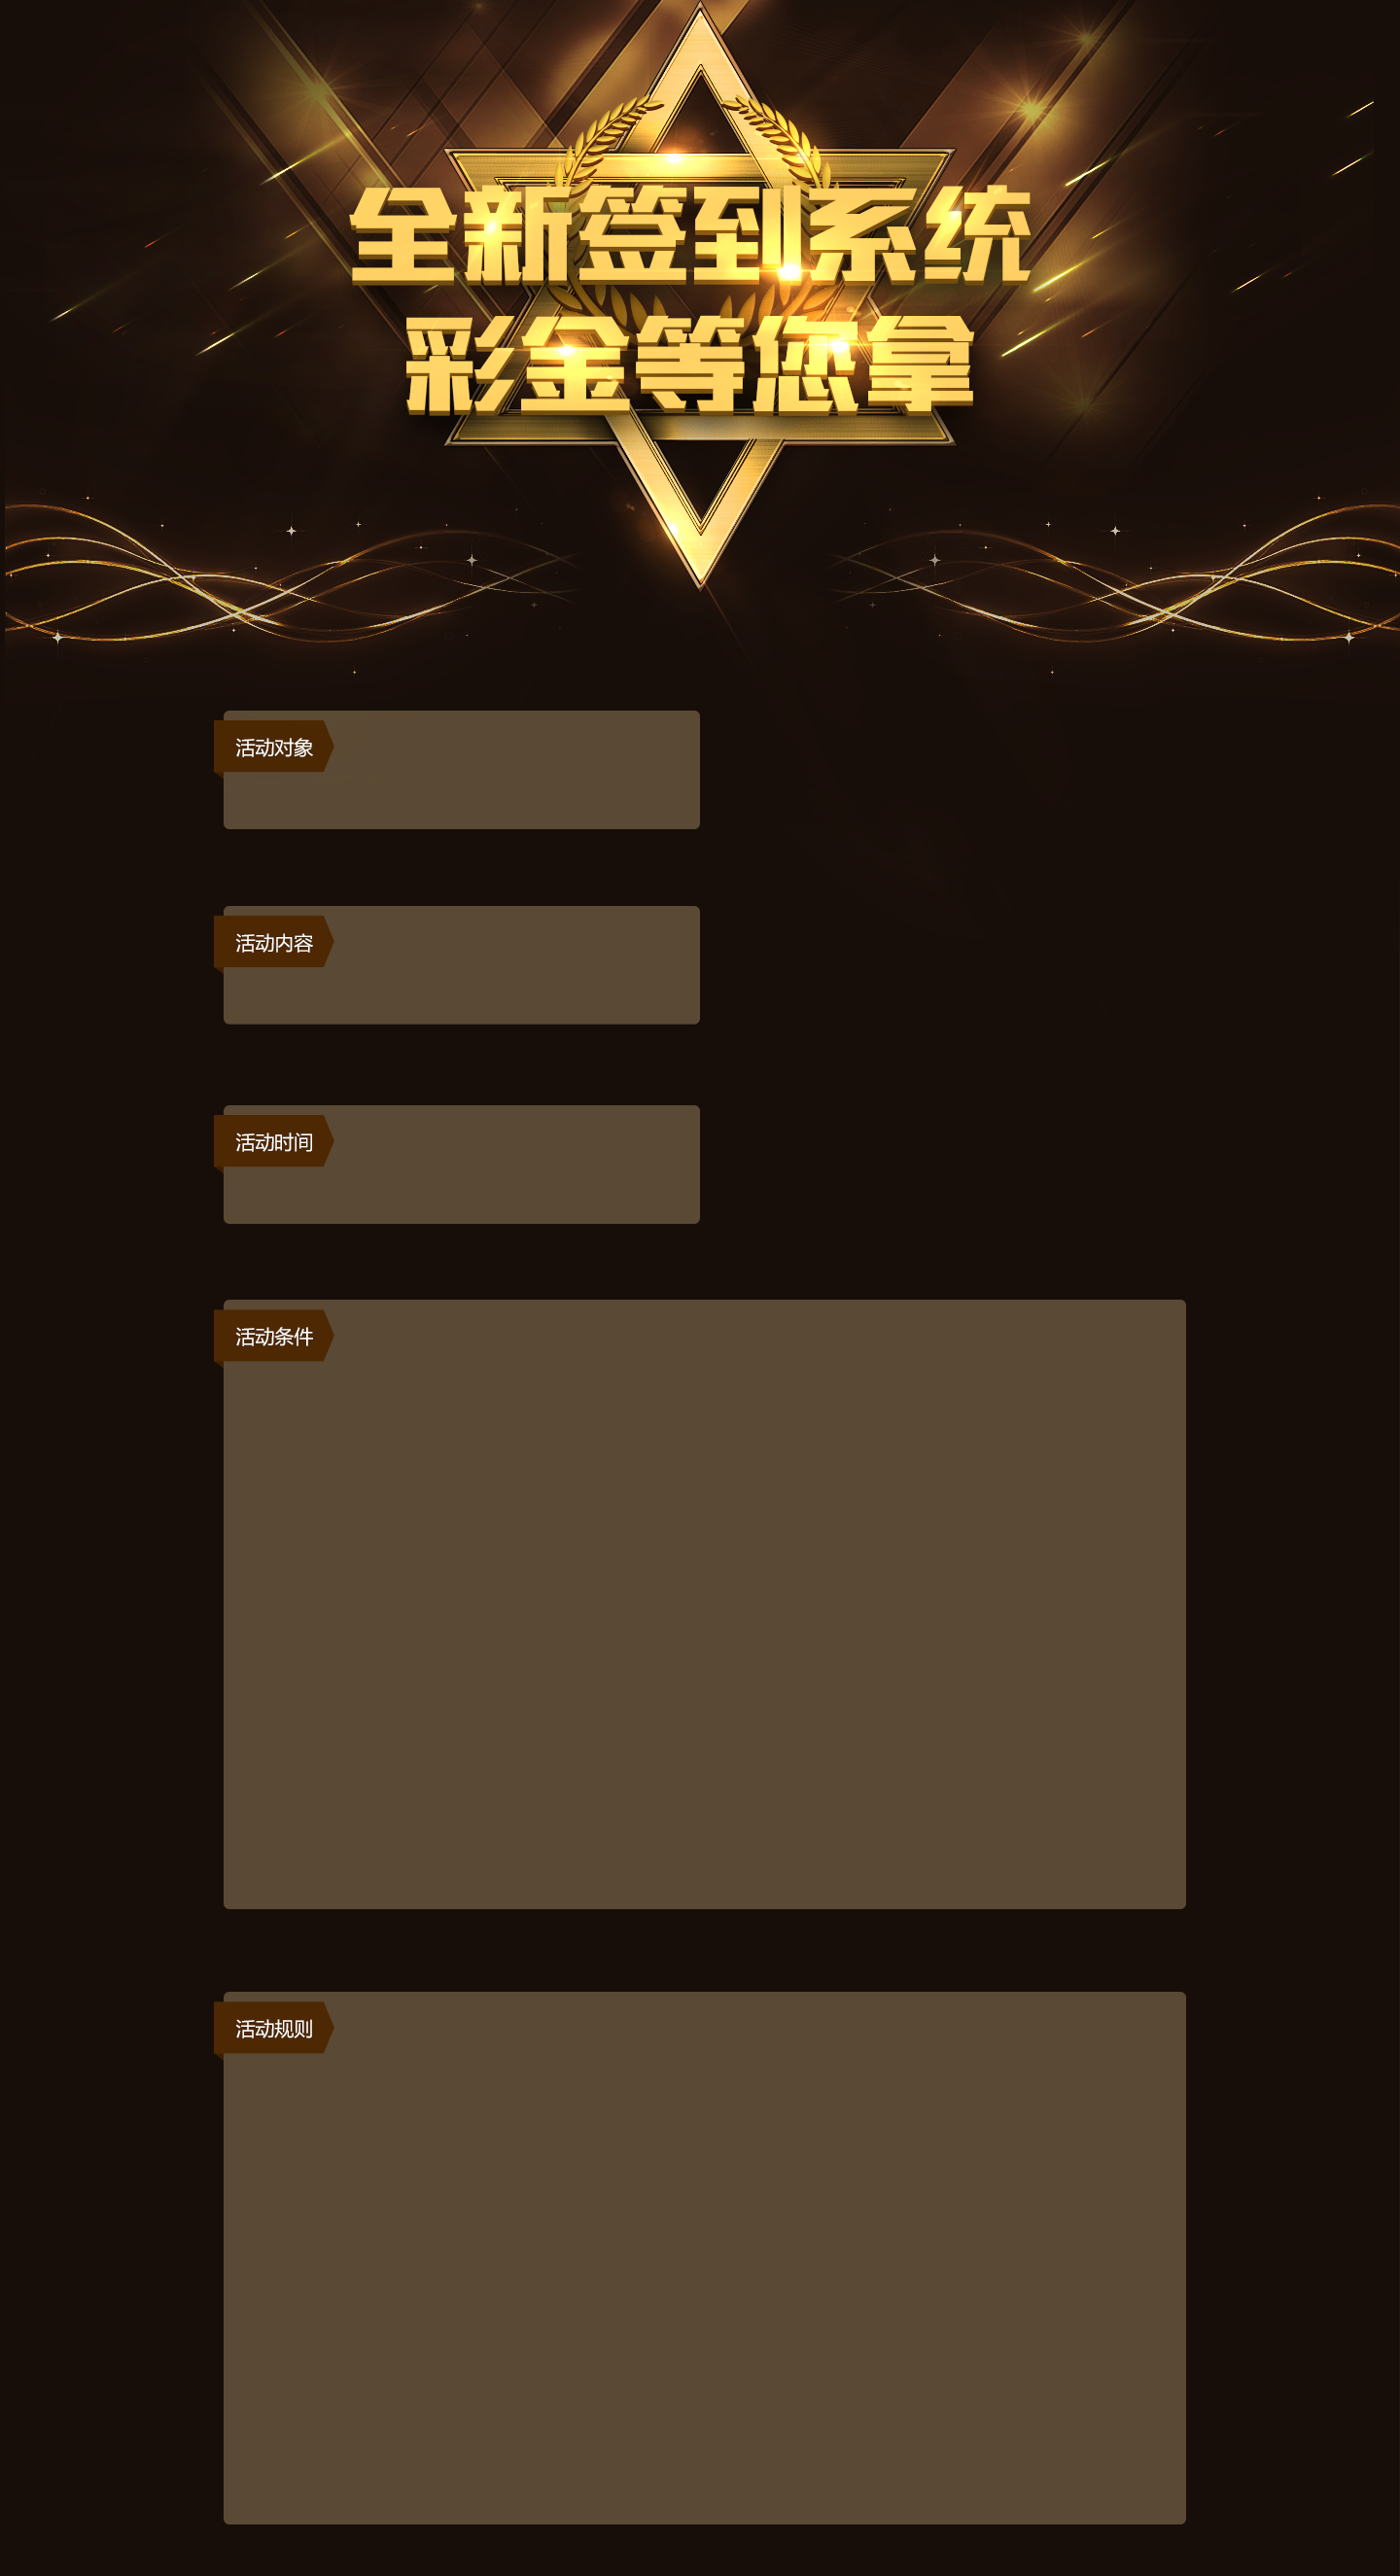 全新签到系统
彩金等您拿
活动对象
活动内容
活动时间
活动条件
活动规则